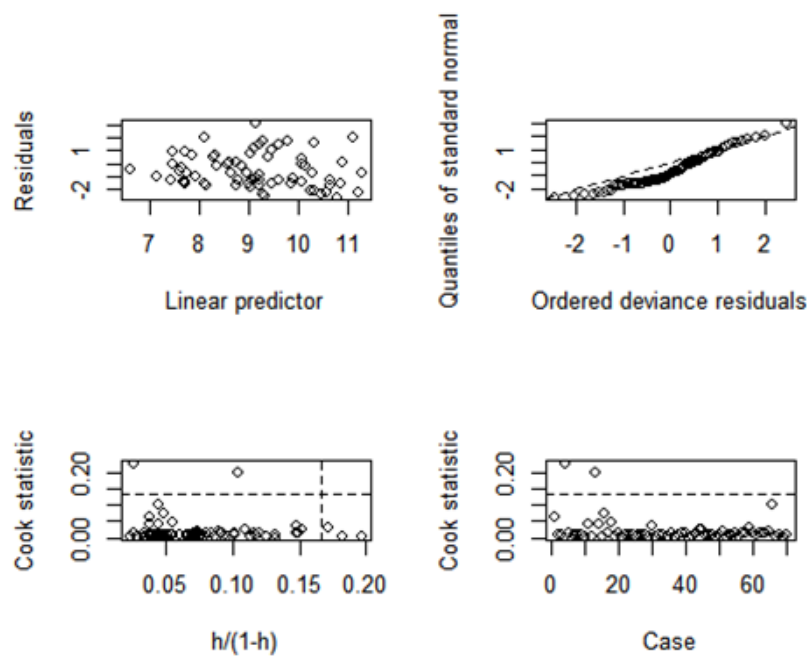 Residuals
1
-2
7 8 9 10 11
Linear predictor
Quantiles of standard normal
1
-2
-2 -1 0 1 2
Ordered deviance residuals
Cook statistic
0.20
0.00
0.05 0.10 0.15 0.20
h/(1-h)
Cook statistic
0.20
0.00
0 20 40 60
Case